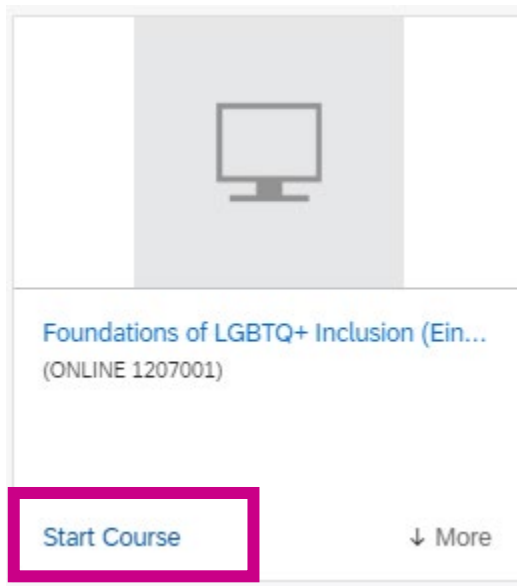 Foundations of LGBTQ+ Inclusion (Ein...
(ONLINE 1207001)
Start Course ↓ More